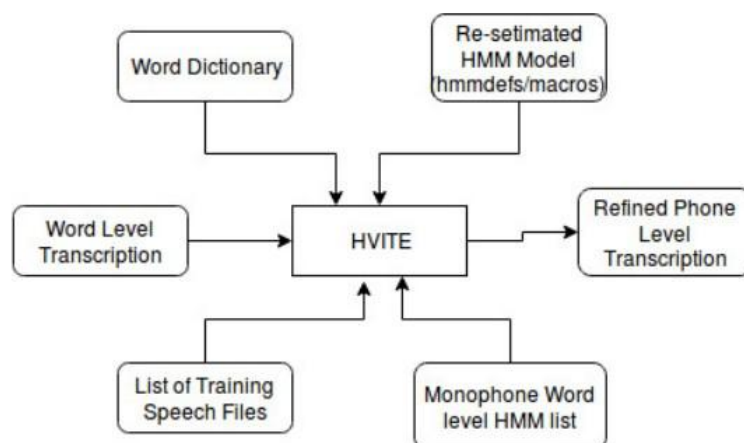 Word Dictionary
Re-setimated
HMM Model
(hmmdefs/macros)
Word Level
Transcription
HVITE
Refined Phone
Level
Transcription
List of Training
Speech Files
Monophone Word
level HMM list